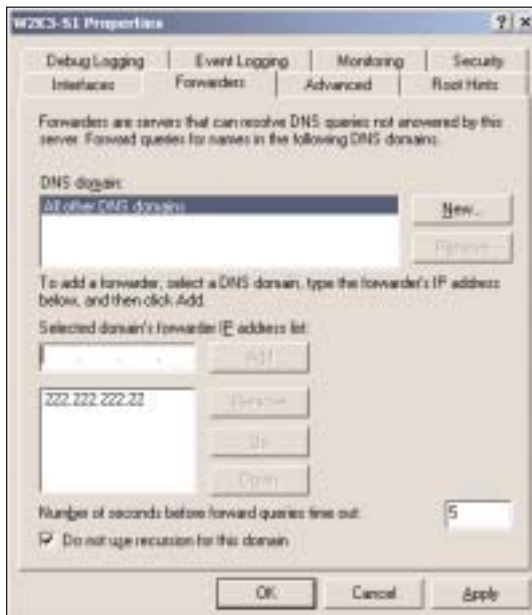 W2K3-S1 Properties
Debug Logging Event Logging Monitoring Security
Interfaces Forwarders Advanced Root Hints
Forwarders are servers that can resolve DNS queries not answered by this
server. Forward queries for names in the following DNS domains.
DNS domain:
All other DNS domains
New...
Remove
To add a forwarder, select a DNS domain, type the forwarder's IP address
below, and then click Add.
Selected domain's forwarder IP address list:
Add
222.222.222.22
Remove
Up
Down
Number of seconds before forward queries time out: 5
Do not use recursion for this domain
OK Cancel Apply